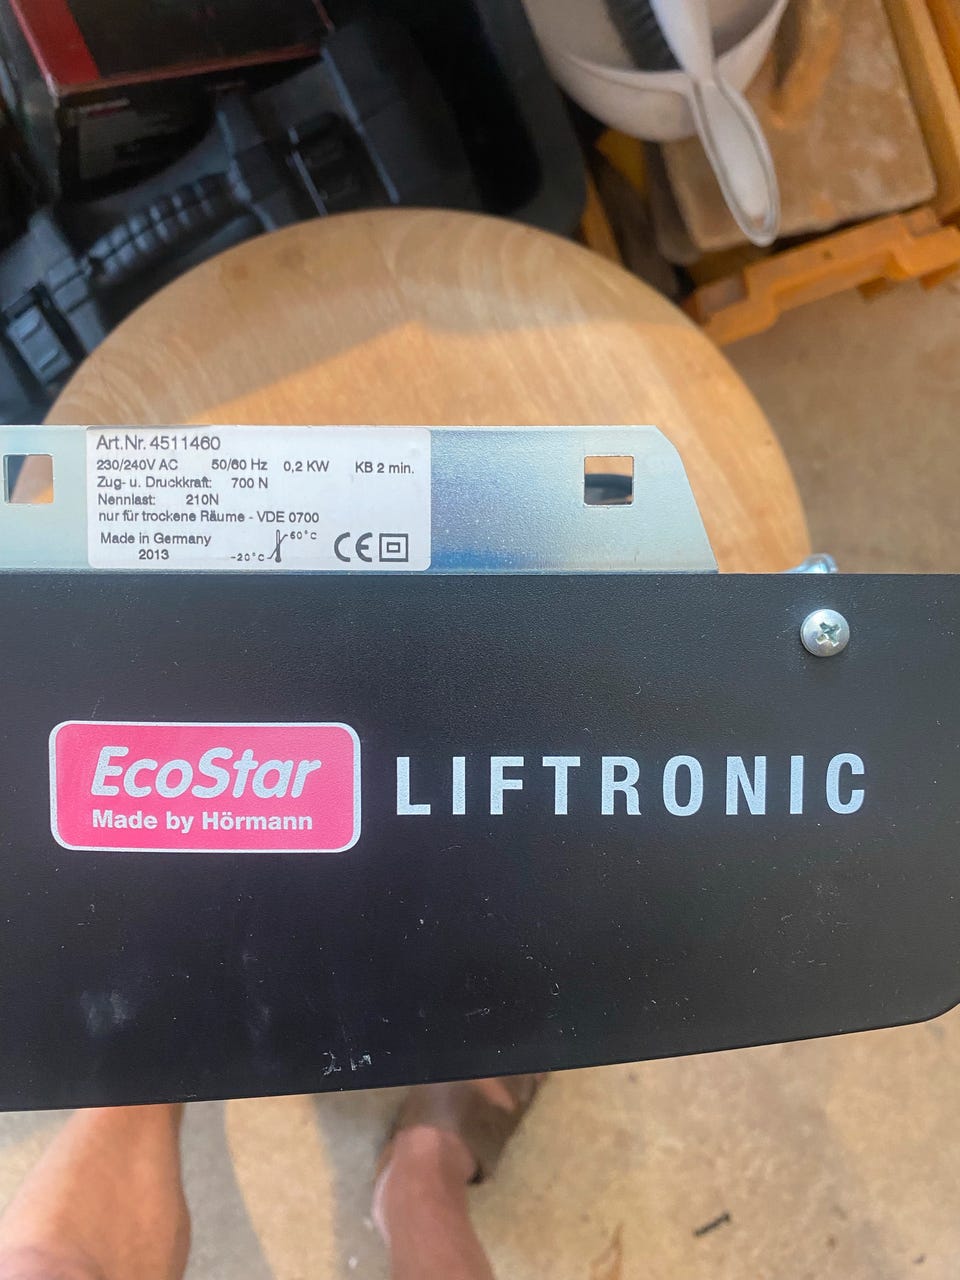 Art.Nr. 4511460
230/240V AC 50/60 Hz 0,2 KW KB 2 min.
Zug- u. Druckkraft: 700 N
Nennlast: 210N
nur für trockene Räume - VDE 0700
Made in Germany
2013
-20°C 60°C CE
EcoStar
Made by Hörmann
LIFTRONIC